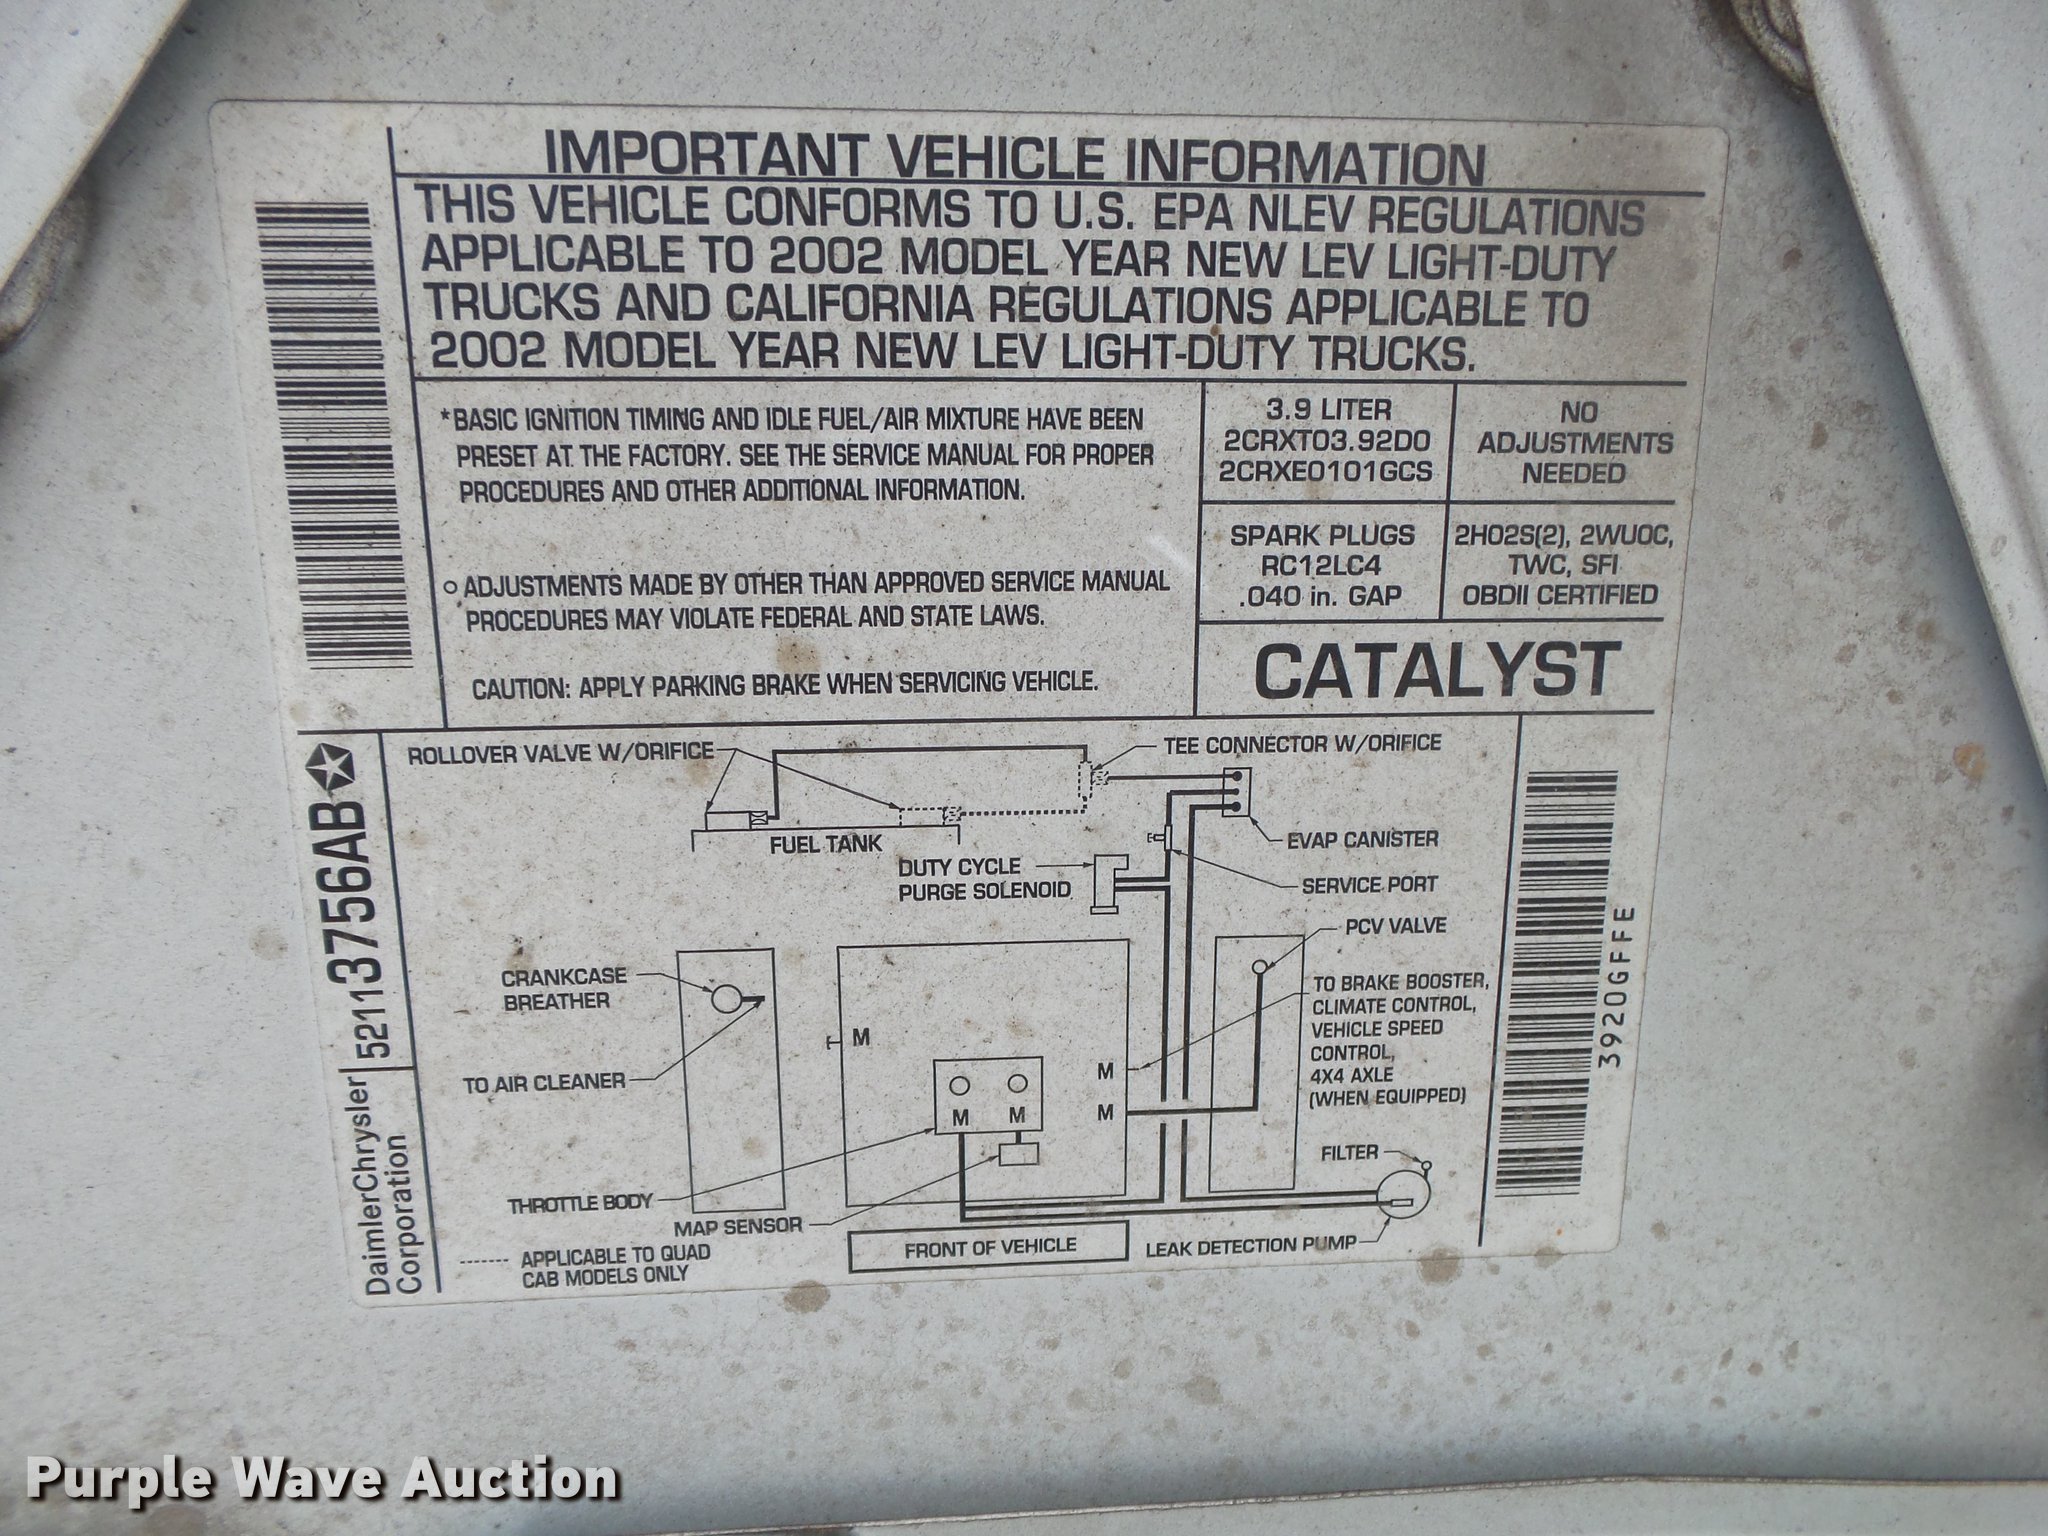 IMPORTANT VEHICLE INFORMATION
THIS VEHICLE CONFORMS TO U.S. EPA NLEV REGULATIONS
APPLICABLE TO 2002 MODEL YEAR NEW LEV LIGHT-DUTY
TRUCKS AND CALIFORNIA REGULATIONS APPLICABLE TO
2002 MODEL YEAR NEW LEV LIGHT-DUTY TRUCKS.
*BASIC IGNITION TIMING AND IDLE FUEL/AIR MIXTURE HAVE BEEN
PRESET AT THE FACTORY. SEE THE SERVICE MANUAL FOR PROPER
PROCEDURES AND OTHER ADDITIONAL INFORMATION.
○ ADJUSTMENTS MADE BY OTHER THAN APPROVED SERVICE MANUAL
PROCEDURES MAY VIOLATE FEDERAL AND STATE LAWS.
CAUTION: APPLY PARKING BRAKE WHEN SERVICING VEHICLE.
3.9 LITER
2CRXT03.92D0
2CRXE0101GCS
NO
ADJUSTMENTS
NEEDED
SPARK PLUGS
RC12LC4
.040 in. GAP
2HO2S(2), 2WUOC,
TWC, SFI
OBDII CERTIFIED
CATALYST
ROLLOVER VALVE W/ORIFICE
TEE CONNECTOR W/ORIFICE
FUEL TANK
EVAP CANISTER
DUTY CYCLE
PURGE SOLENOID
SERVICE PORT
PCV VALVE
CRANKCASE
BREATHER
TO BRAKE BOOSTER,
CLIMATE CONTROL,
VEHICLE SPEED
CONTROL,
4X4 AXLE
(WHEN EQUIPPED)
M
M
M
TO AIR CLEANER
M M
THROTTLE BODY
MAP SENSOR
FILTER
LEAK DETECTION PUMP
FRONT OF VEHICLE
APPLICABLE TO QUAD
CAB MODELS ONLY
DaimlerChrysler
Corporation
52113756AB
3920GFFE
Purple Wave Auction